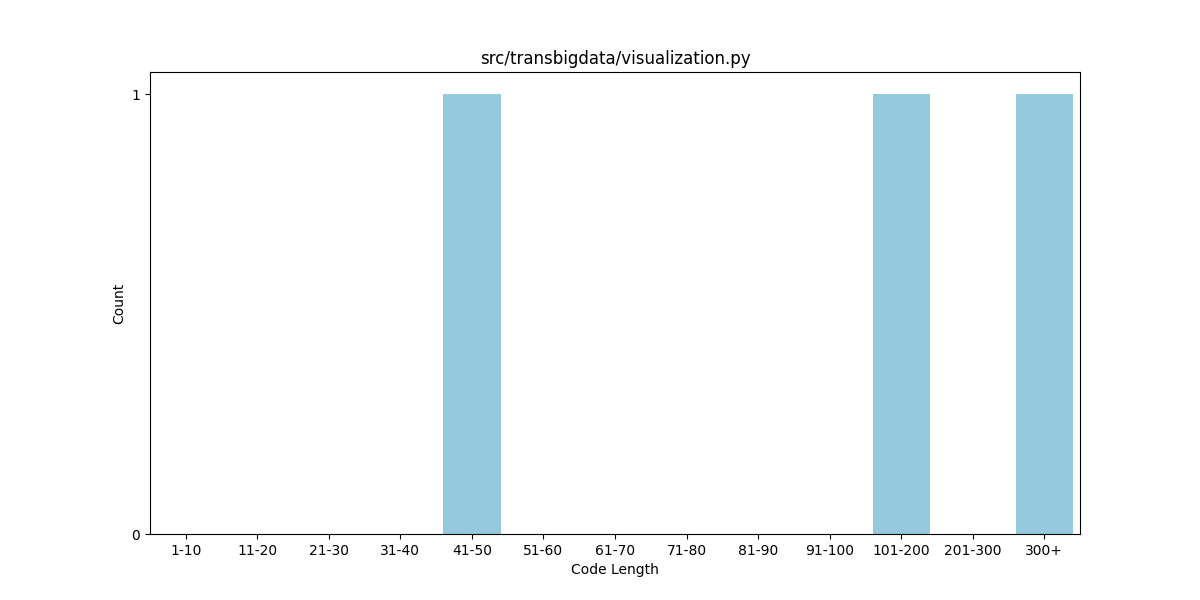 src/transbigdata/visualization.py
1
Count
0
1-10 11-20 21-30 31-40 41-50 51-60 61-70 71-80 81-90 91-100 101-200 201-300 300+
Code Length